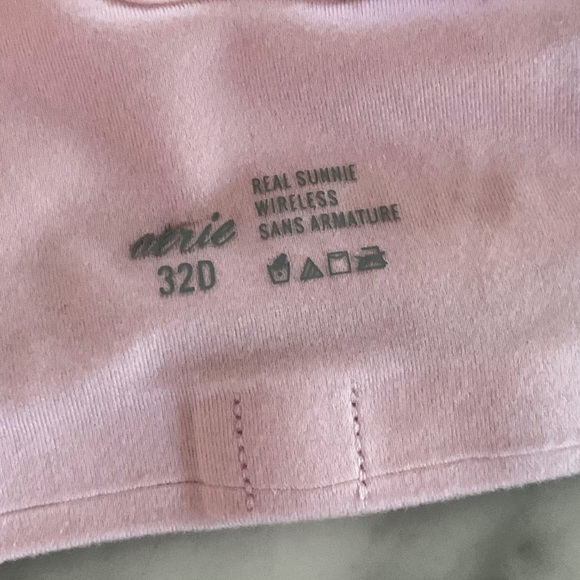 aerie
32D
REAL SUNNIE
WIRELESS
SANS ARMATURE